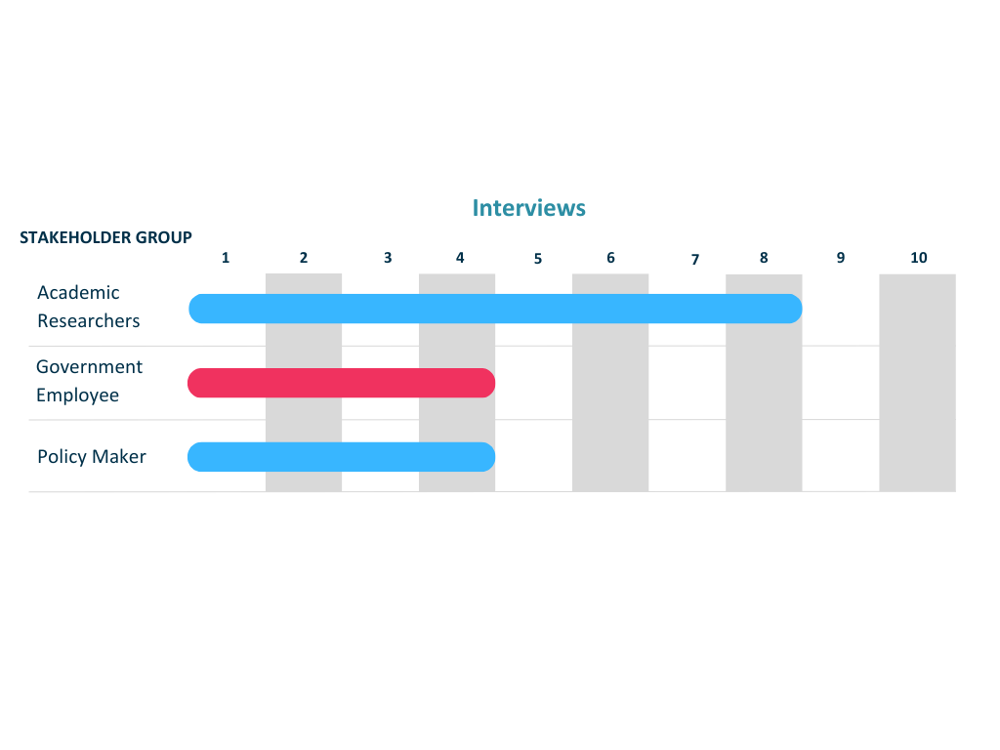 Interviews
STAKEHOLDER GROUP
1 2 3 4 5 6 7 8 9 10
Academic
Researchers
Government
Employee
Policy Maker